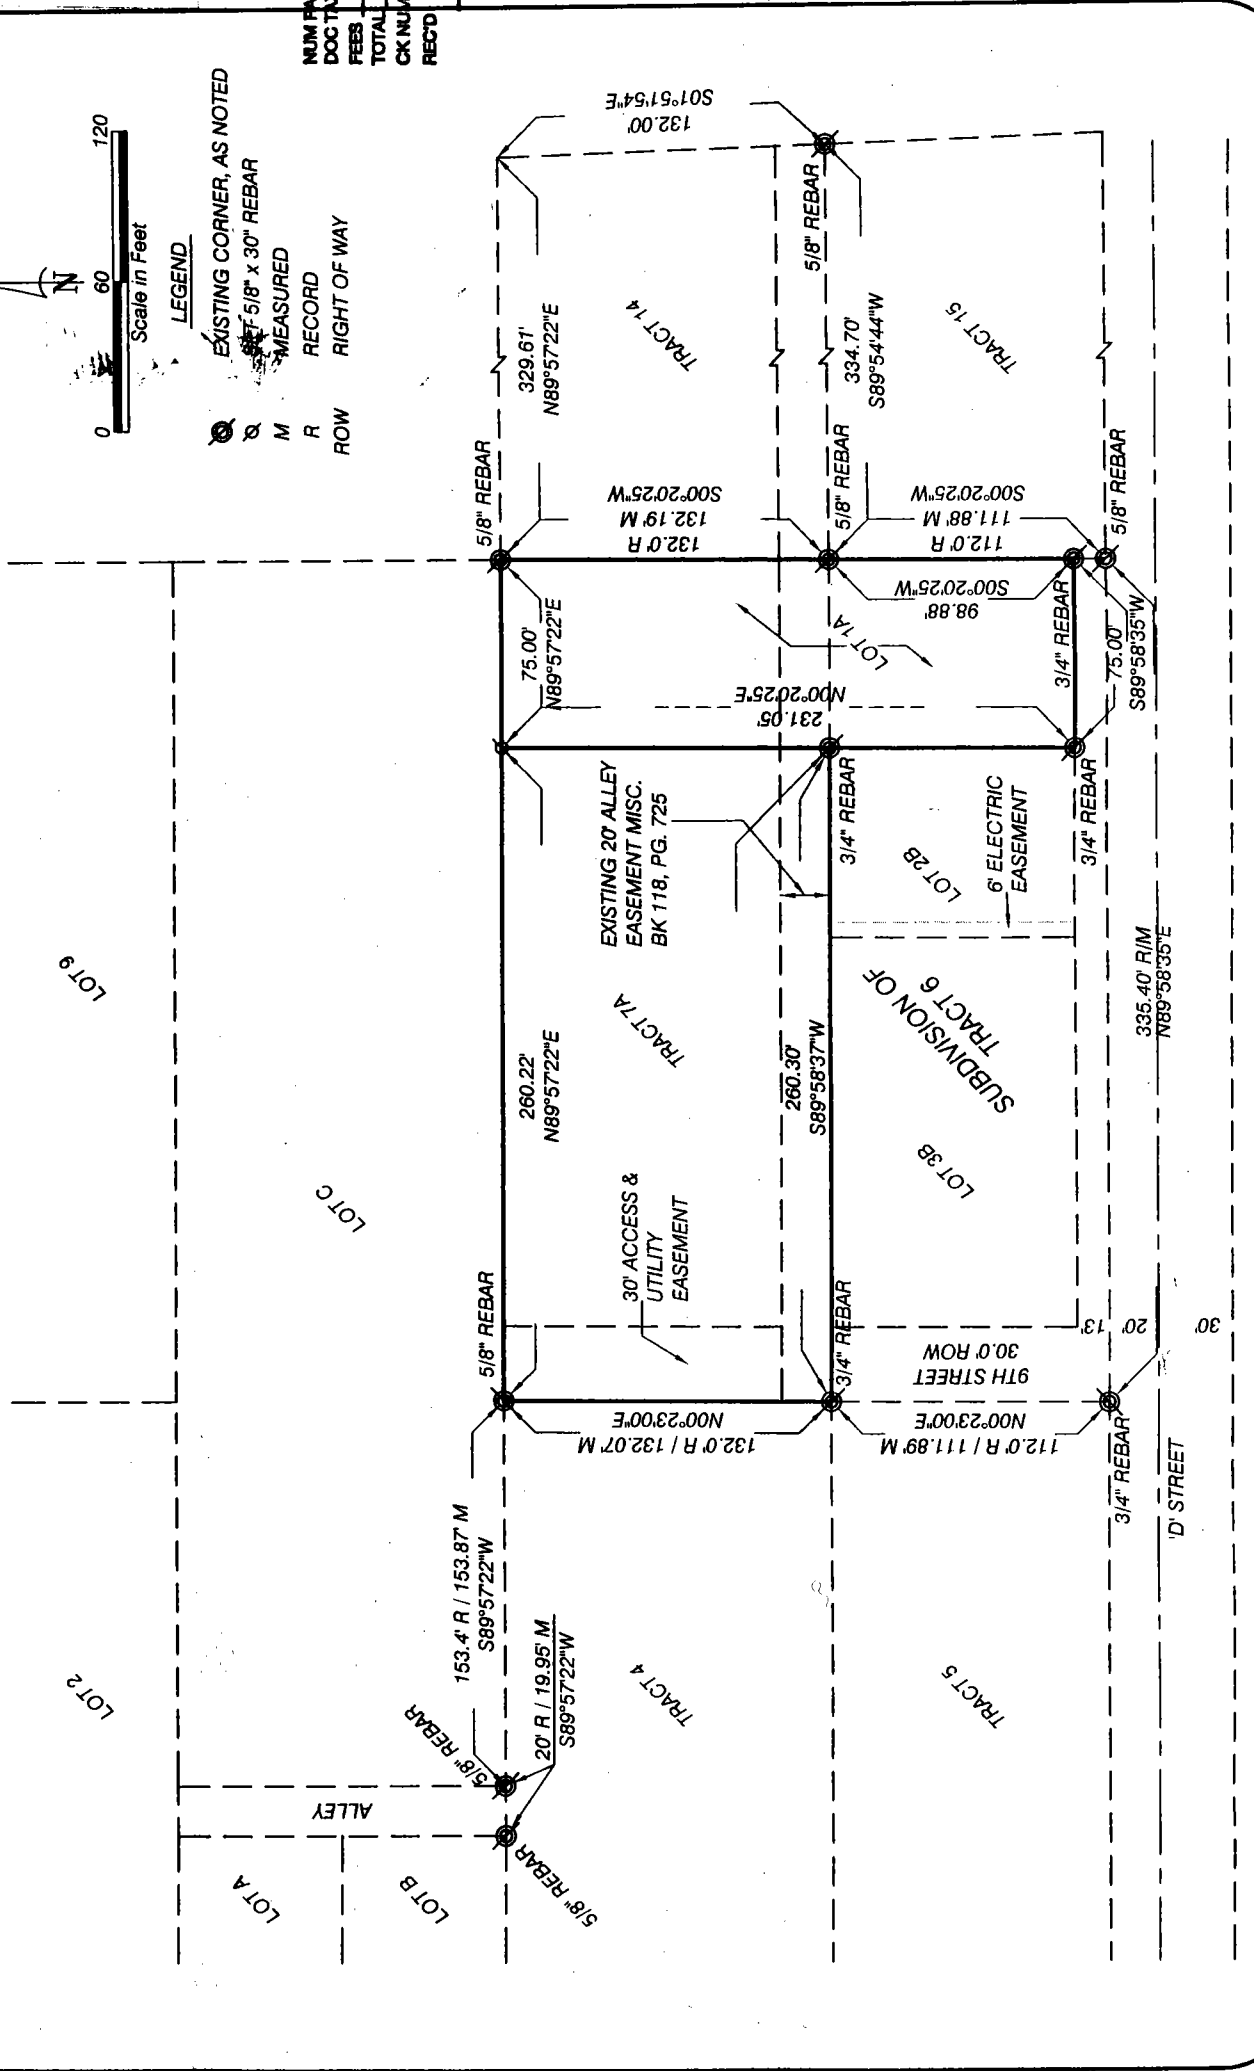 NUM
DOC
FEES
TOTAL
CK NUM
REC'D
N
0 60 120
Scale in Feet
LEGEND
EXISTING CORNER, AS NOTED
5/8" x 30" REBAR
M MEASURED
R RECORD
ROW RIGHT OF WAY
LOT 2
LOT 9
LOT A
LOT B
ALLEY
LOT C
5/8" REBAR
5/8" REBAR
153.4' R / 153.87' M
S89°57'22"W
20' R / 19.95' M
S89°57'22"W
5/8" REBAR
260.22'
N89°57'22"E
75.00'
N89°57'22"E
5/8" REBAR
329.61'
N89°57'22"E
132.00'
S01°51'54"E
TRACT 4
132.0' R / 132.07' M
N00°23'00"E
30' ACCESS &
UTILITY
EASEMENT
TRACT 7A
EXISTING 20' ALLEY
EASEMENT MISC.
BK 118, PG. 725
231.05'
N00°20'25"E
132.0' R
132.19' M
S00°20'25"W
TRACT 14
260.30'
S89°58'37"W
3/4" REBAR
3/4" REBAR
LOT 1A
5/8" REBAR
334.70'
S89°54'44"W
5/8" REBAR
TRACT 5
112.0' R / 111.89' M
N00°23'00"E
9TH STREET
30.0' ROW
LOT 3B
SUBDIVISION OF
TRACT 6
LOT 2B
6' ELECTRIC
EASEMENT
98.88'
S00°20'25"W
112.0' R
111.88' M
S00°20'25"W
TRACT 15
3/4" REBAR
3/4" REBAR
75.00'
S89°58'35"W
5/8" REBAR
3/4" REBAR
13'
20'
30'
335.40' R/M
N89°58'35"E
'D' STREET